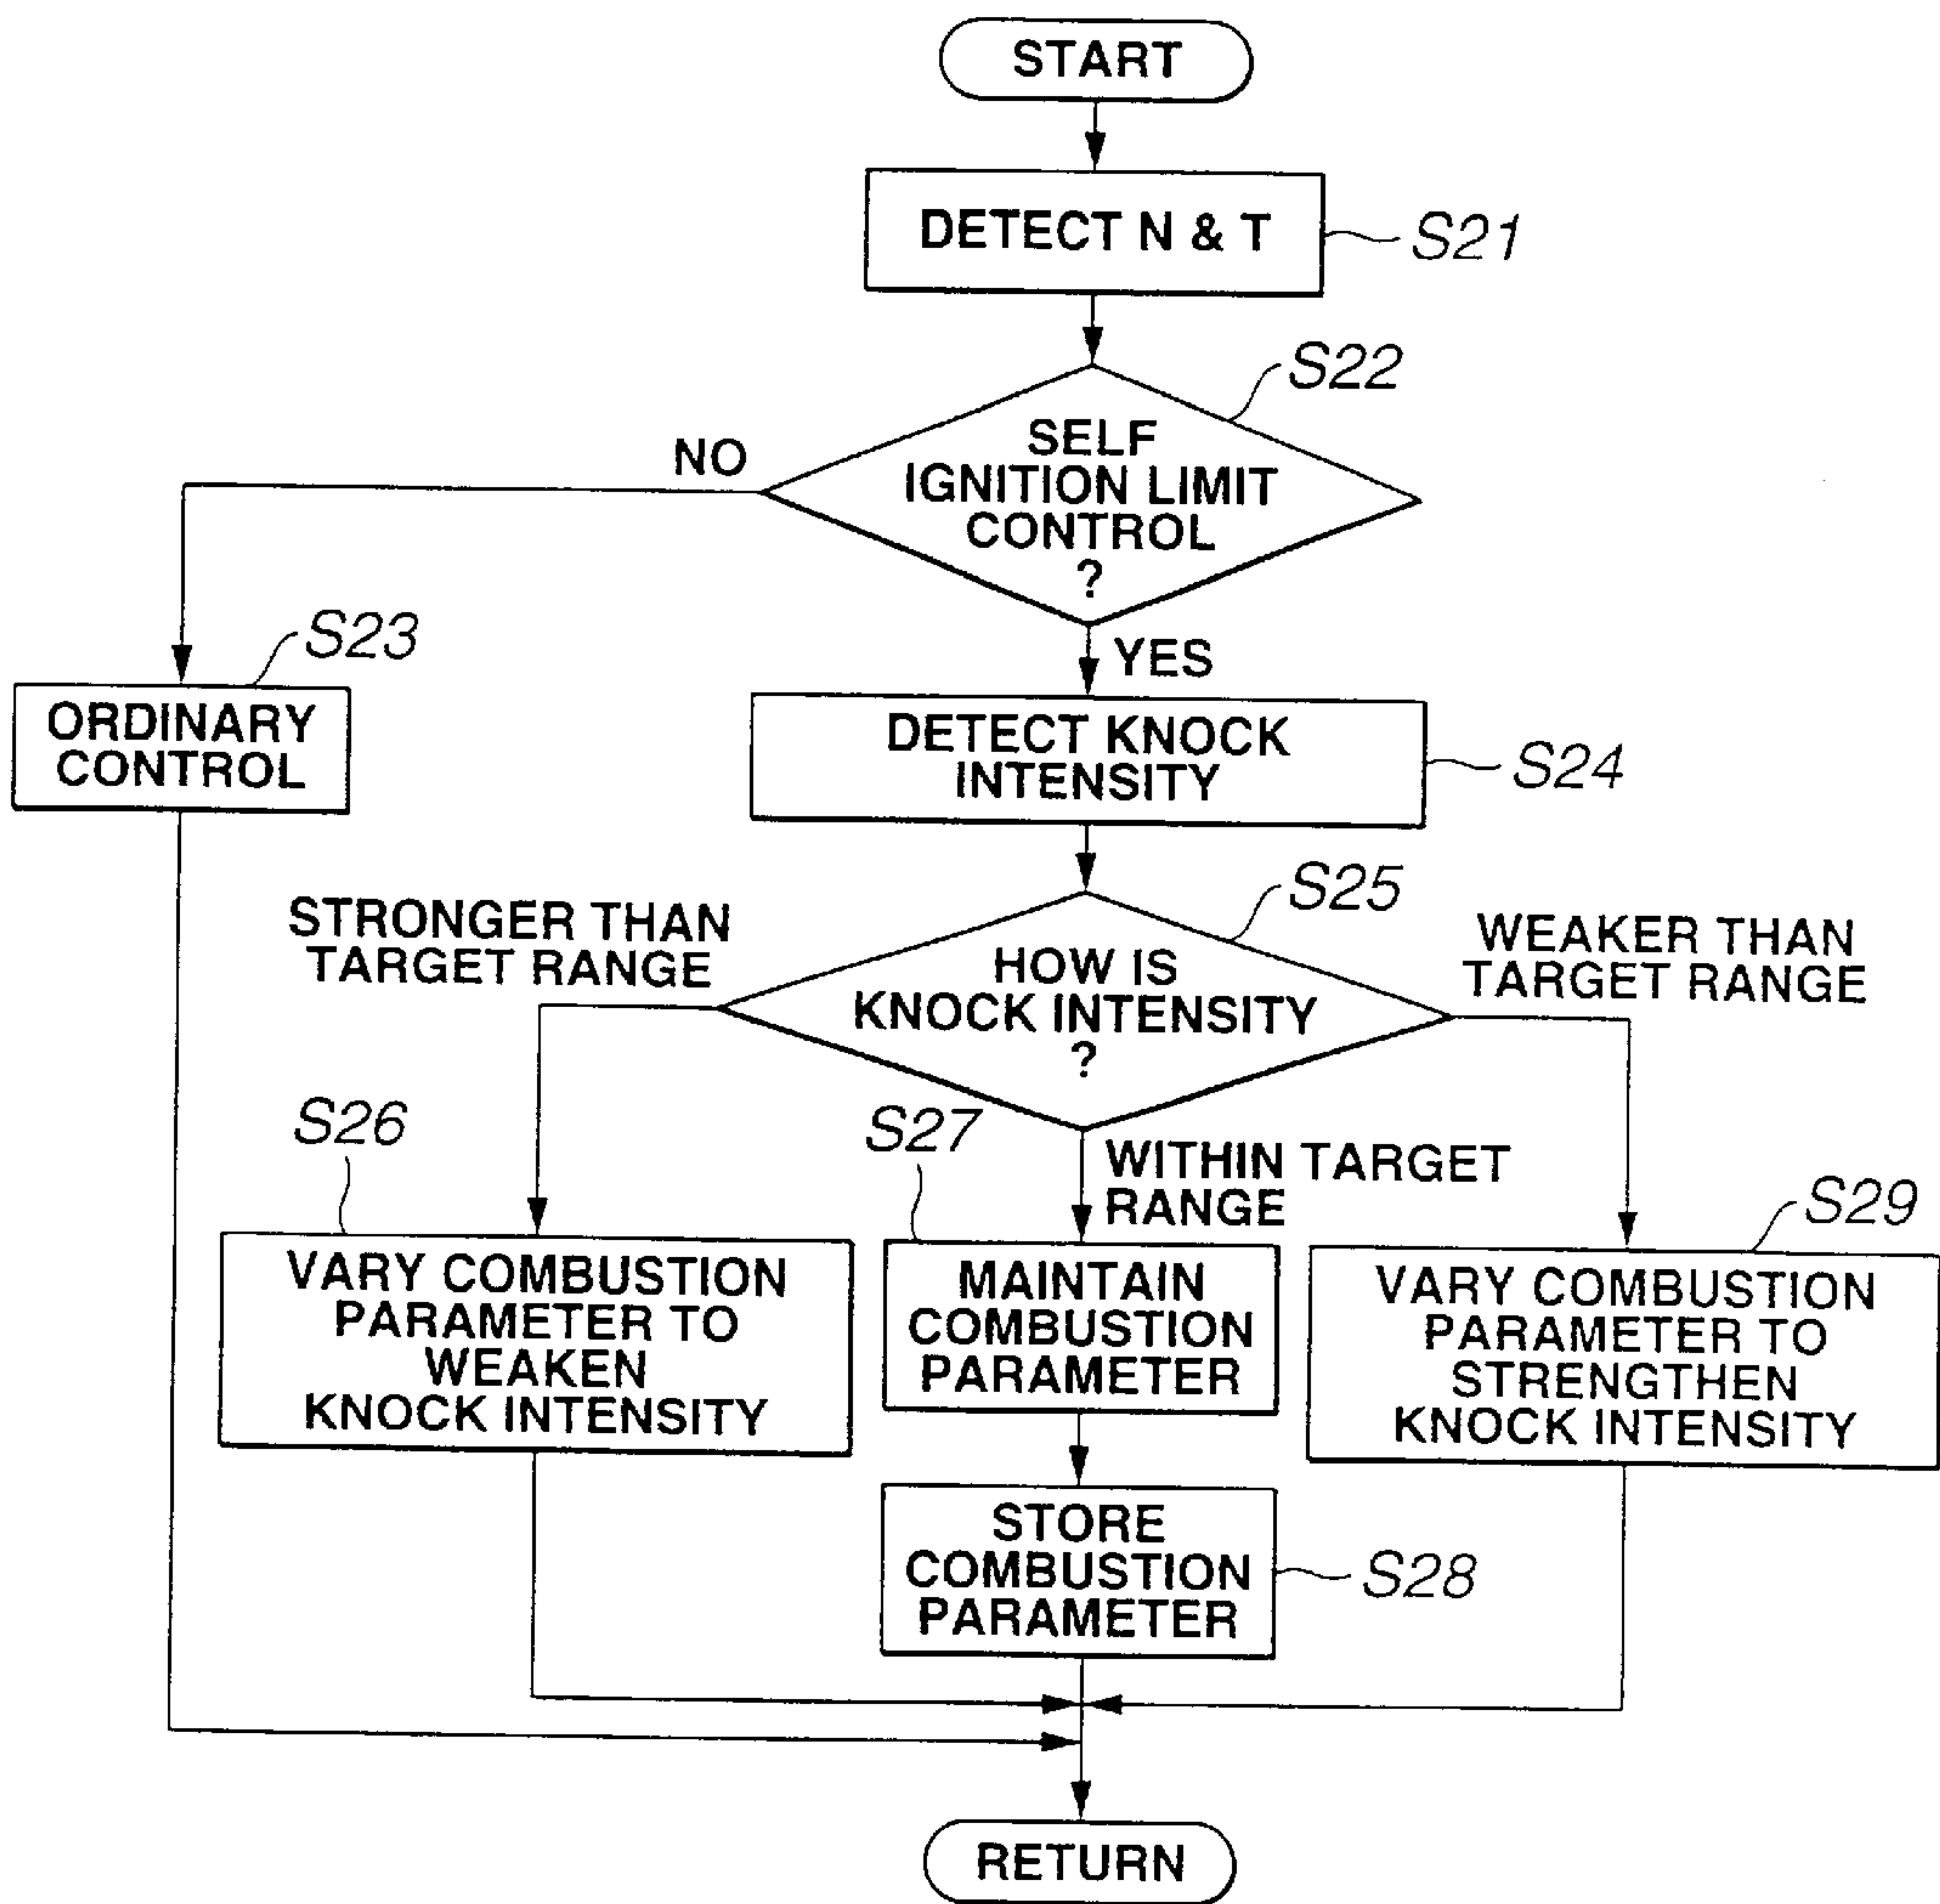 START
DETECT N & T
S21
S22
SELF
IGNITION LIMIT
CONTROL
?
NO
YES
S23
ORDINARY
CONTROL
DETECT KNOCK
INTENSITY
S24
S25
STRONGER THAN
TARGET RANGE
HOW IS
KNOCK INTENSITY
?
WEAKER THAN
TARGET RANGE
S26
S27
WITHIN TARGET
RANGE
S29
VARY COMBUSTION
PARAMETER TO
WEAKEN
KNOCK INTENSITY
MAINTAIN
COMBUSTION
PARAMETER
VARY COMBUSTION
PARAMETER TO
STRENGTHEN
KNOCK INTENSITY
STORE
COMBUSTION
PARAMETER
S28
RETURN